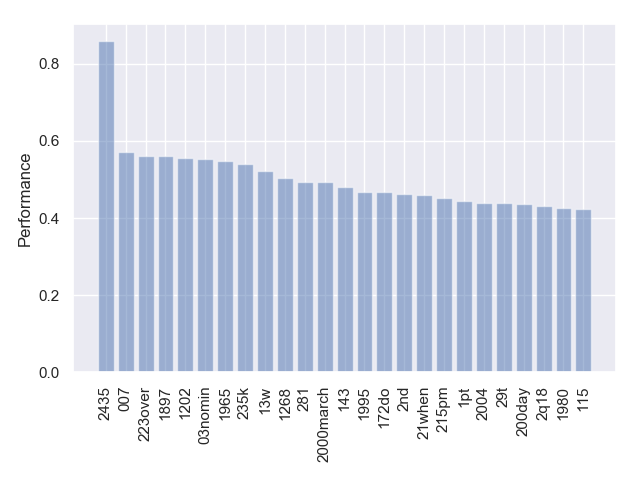 0.8
0.6
0.4
0.2
0.0
Performance
2435
007
223over
1897
1202
03nomin
1965
235k
13w
1268
281
2000march
143
1995
172do
2nd
21when
215pm
1pt
2004
29t
200day
2q18
1980
115